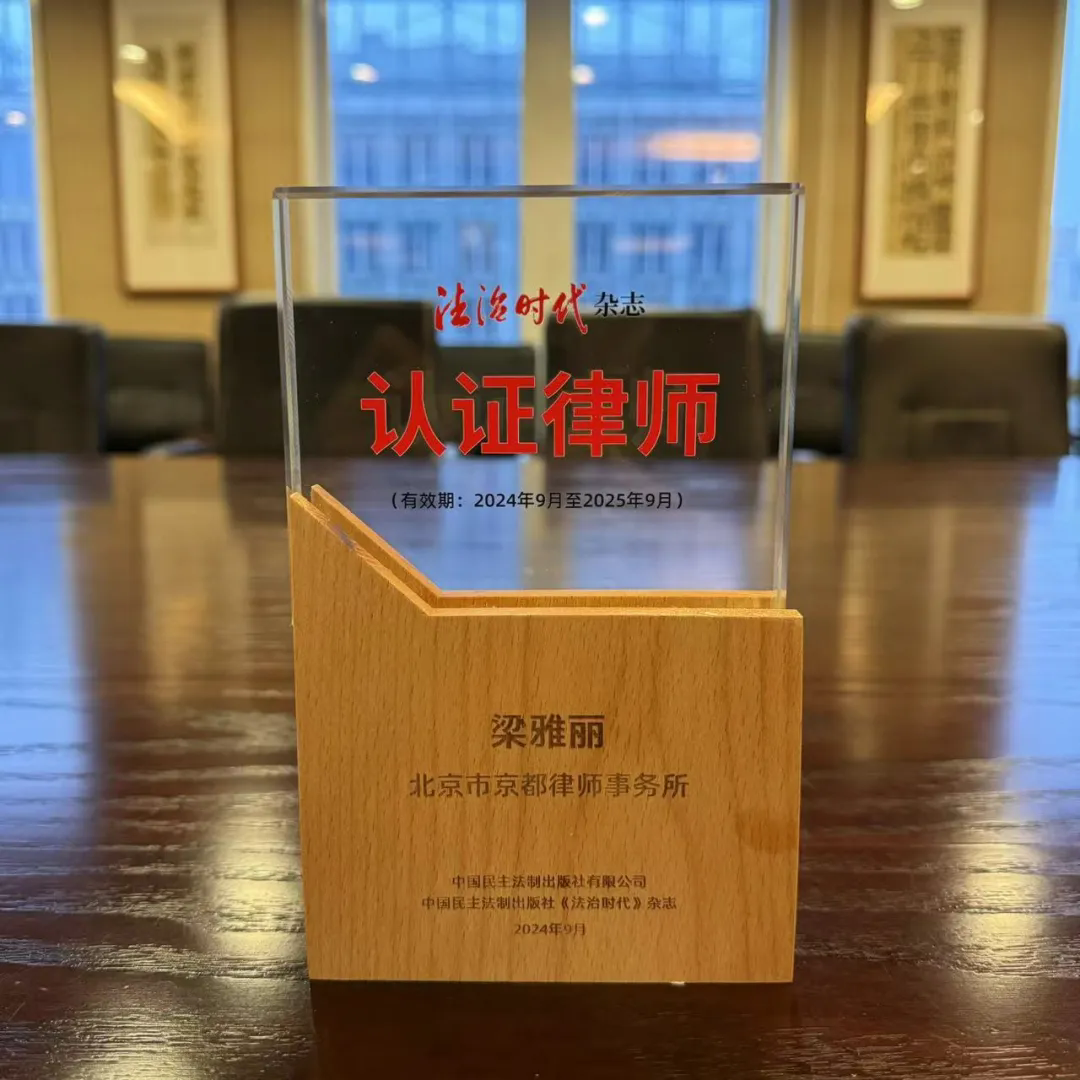 法治时代杂志
认证律师
（有效期：2024年9月至2025年9月）
梁雅丽
北京市京都律师事务所
中国民主法制出版社有限公司
中国民主法制出版社《法治时代》杂志
2024年9月